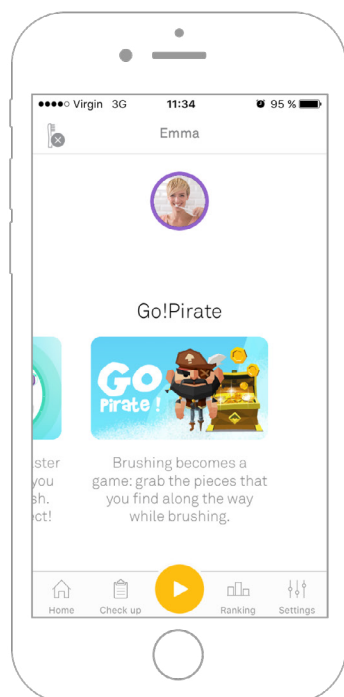 Virgin 3G 11:34 95 %
Emma
Go!Pirate
GO
Pirate !
Brushing becomes a
game: grab the pieces that
you find along the way
while brushing.
ster
you
sh.
ct!
Home Check up Ranking Settings